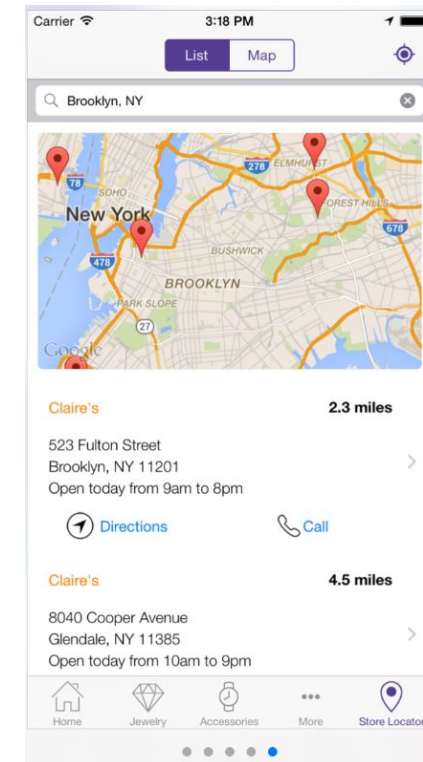 Carrier 3:18 PM
List Map
Brooklyn, NY
78
SOHO
New York
278
ELMHURST
OREST HILLS
678
BUSHWICK
478
BROOKLYN
PARK SLOPE
27
Google
Claire's 2.3 miles
523 Fulton Street
Brooklyn, NY 11201
Open today from 9am to 8pm
Directions Call
Claire's 4.5 miles
8040 Cooper Avenue
Glendale, NY 11385
Open today from 10am to 9pm
Home Jewelry Accessories More Store Locator